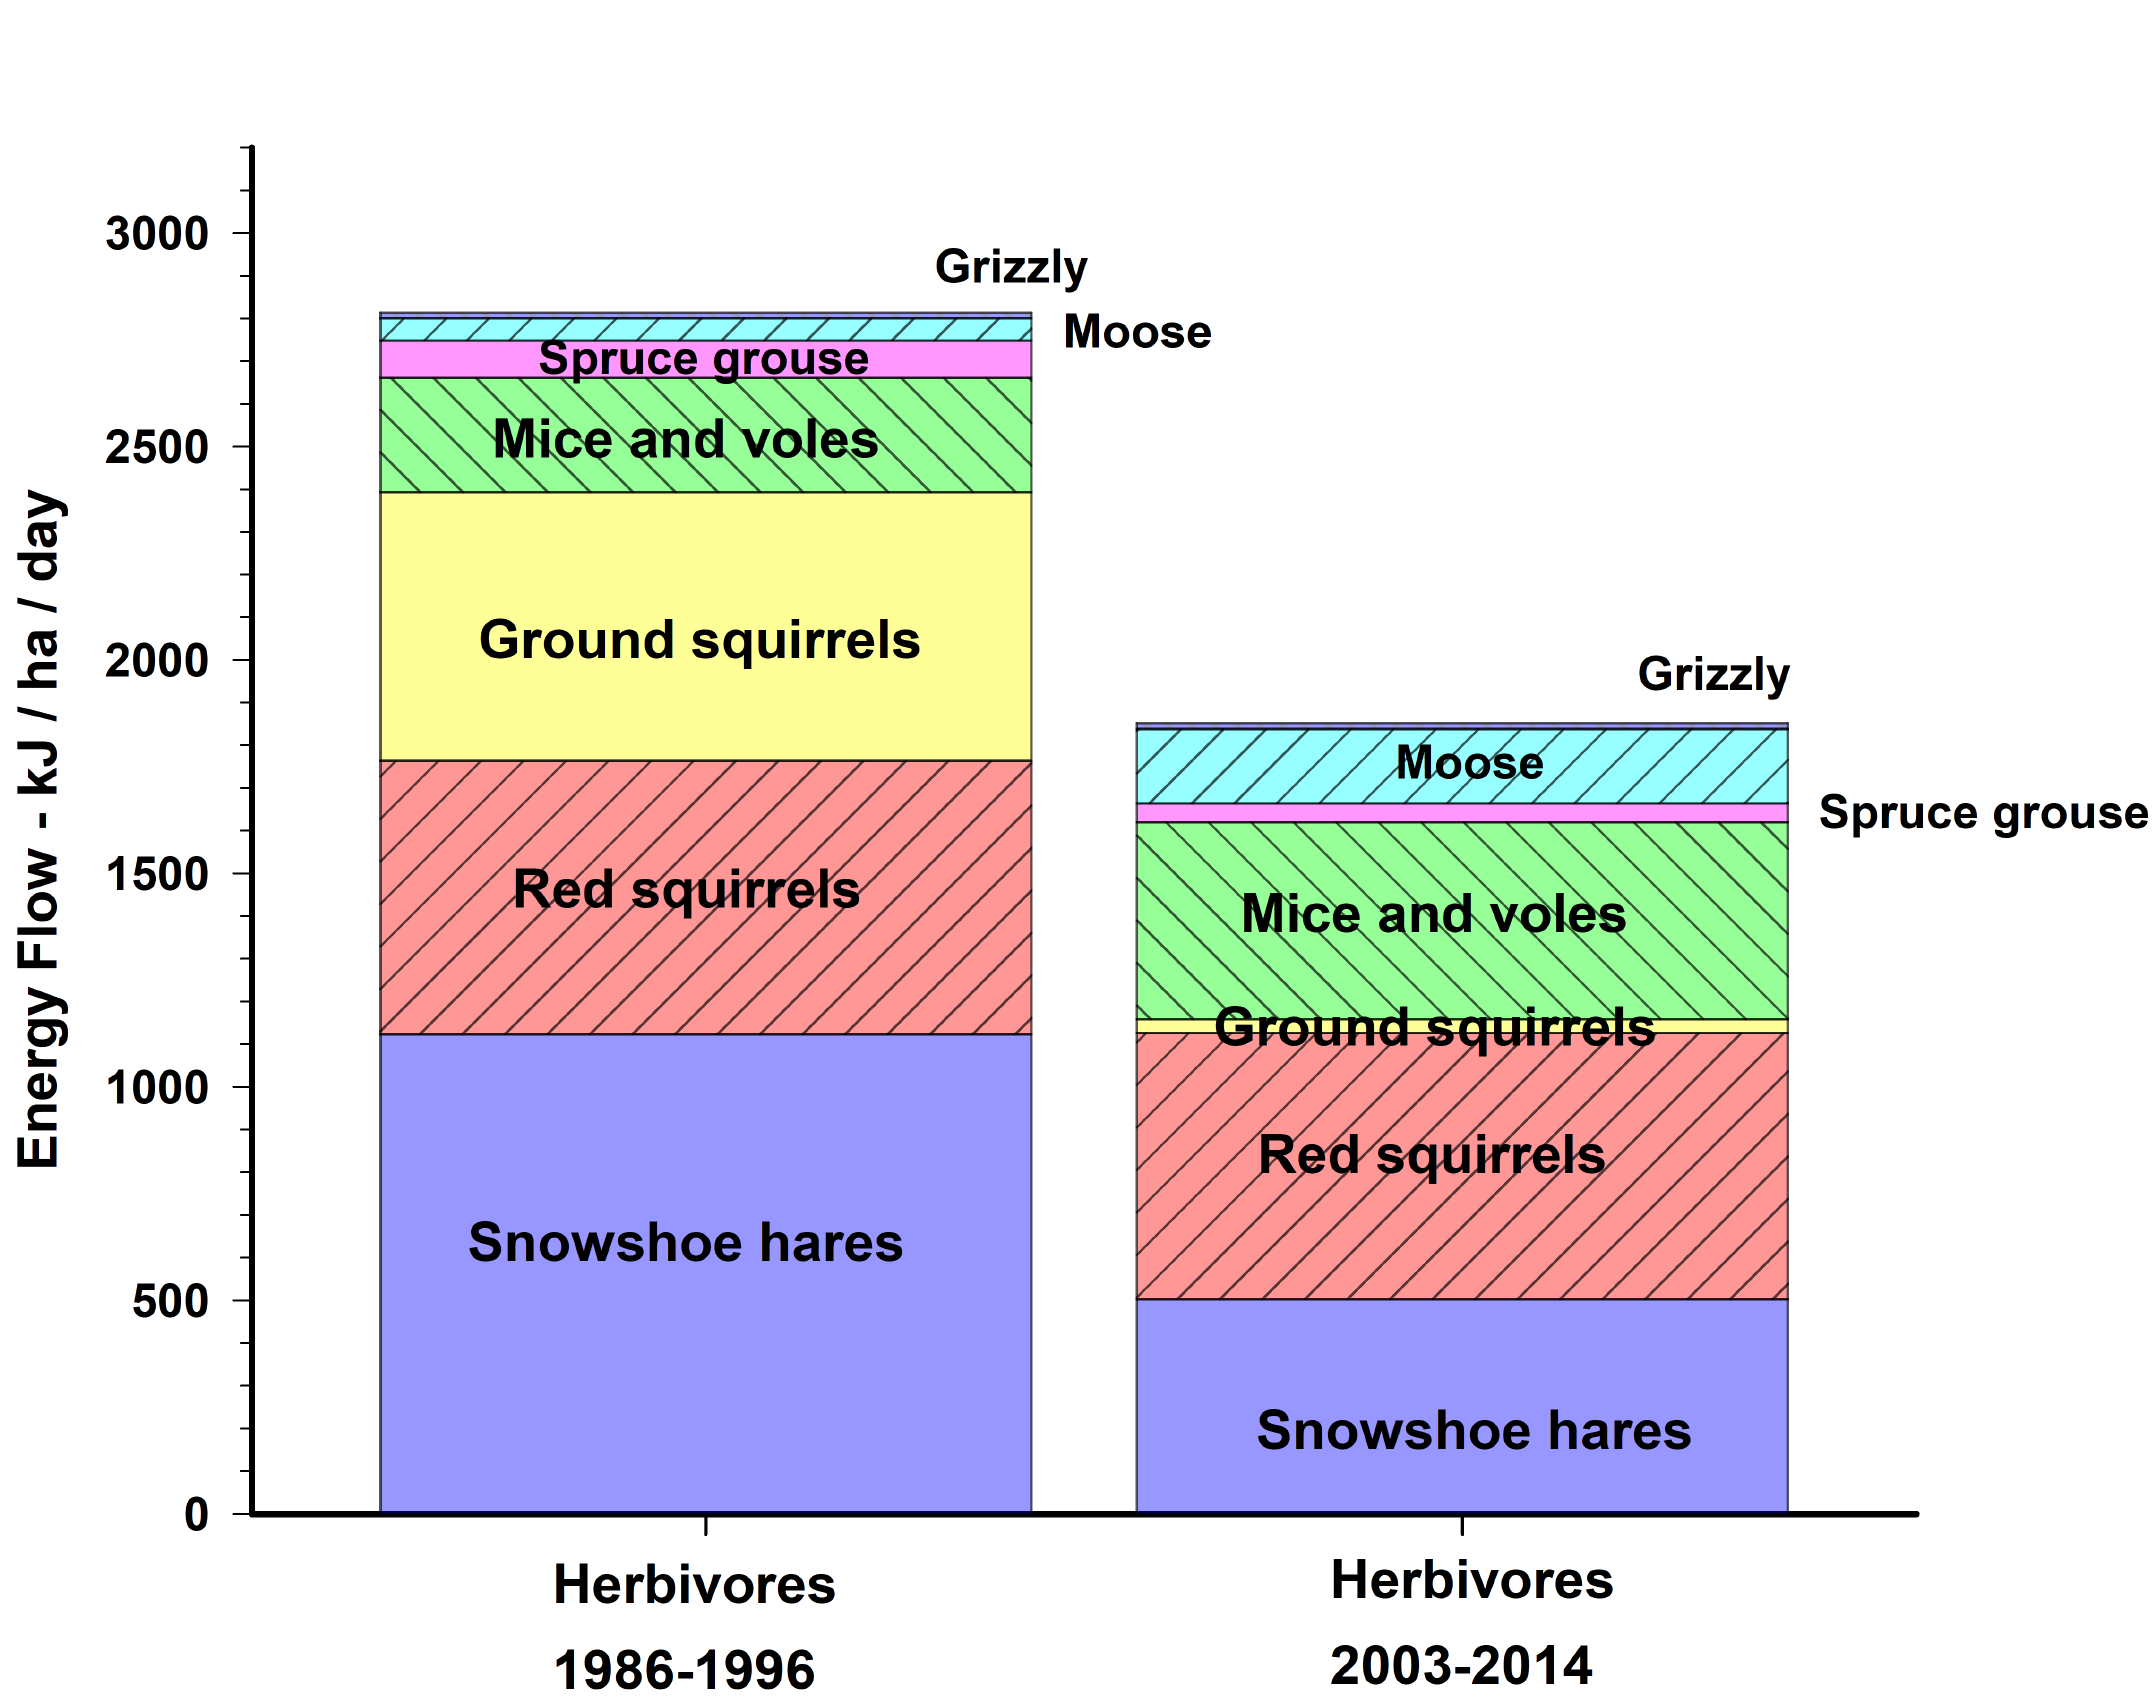 3000
2500
2000
1500
1000
500
0
Energy Flow - kJ / ha / day
Grizzly
Moose
Spruce grouse
Mice and voles
Ground squirrels
Red squirrels
Snowshoe hares
Grizzly
Moose
Spruce grouse
Mice and voles
Ground squirrels
Red squirrels
Snowshoe hares
Herbivores
1986-1996
Herbivores
2003-2014